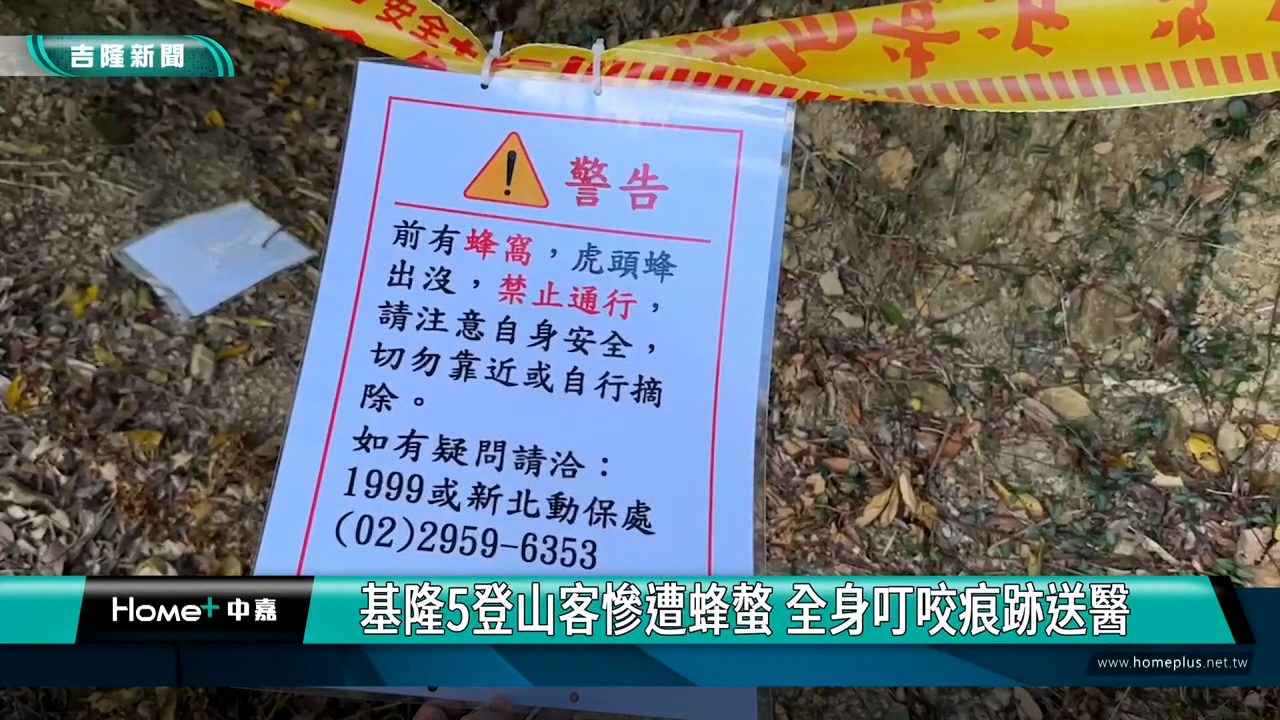 吉隆新聞
安全
警告
前有蜂窩，虎頭蜂
出沒，禁止通行，
請注意自身安全，
切勿靠近或自行摘
除。
如有疑問請洽：
1999或新北動保處
(02)2959-6353
Home+中嘉
基隆5登山客慘遭蜂螫 全身叮咬痕跡送醫
www.homeplus.net.tw